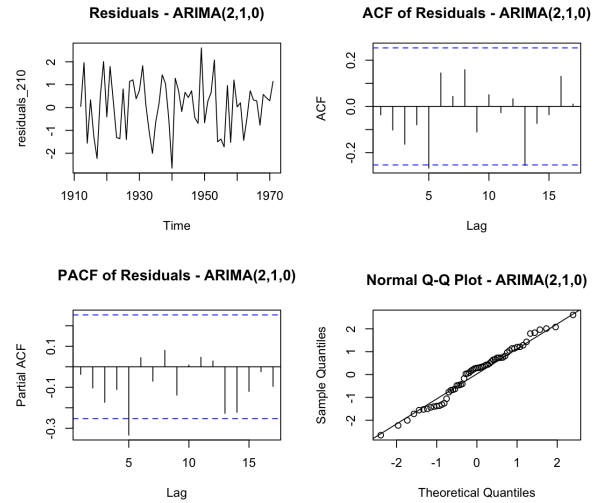 Residuals - ARIMA(2,1,0)
residuals_210
2
1
0
-1
-2
1910
1930
1950
1970
Time
ACF of Residuals - ARIMA(2,1,0)
ACF
0.2
0.0
-0.2
5
10
15
Lag
PACF of Residuals - ARIMA(2,1,0)
Partial ACF
0.1
-0.1
-0.3
5
10
15
Lag
Normal Q-Q Plot - ARIMA(2,1,0)
Sample Quantiles
2
1
0
-1
-2
-2
-1
0
1
2
Theoretical Quantiles